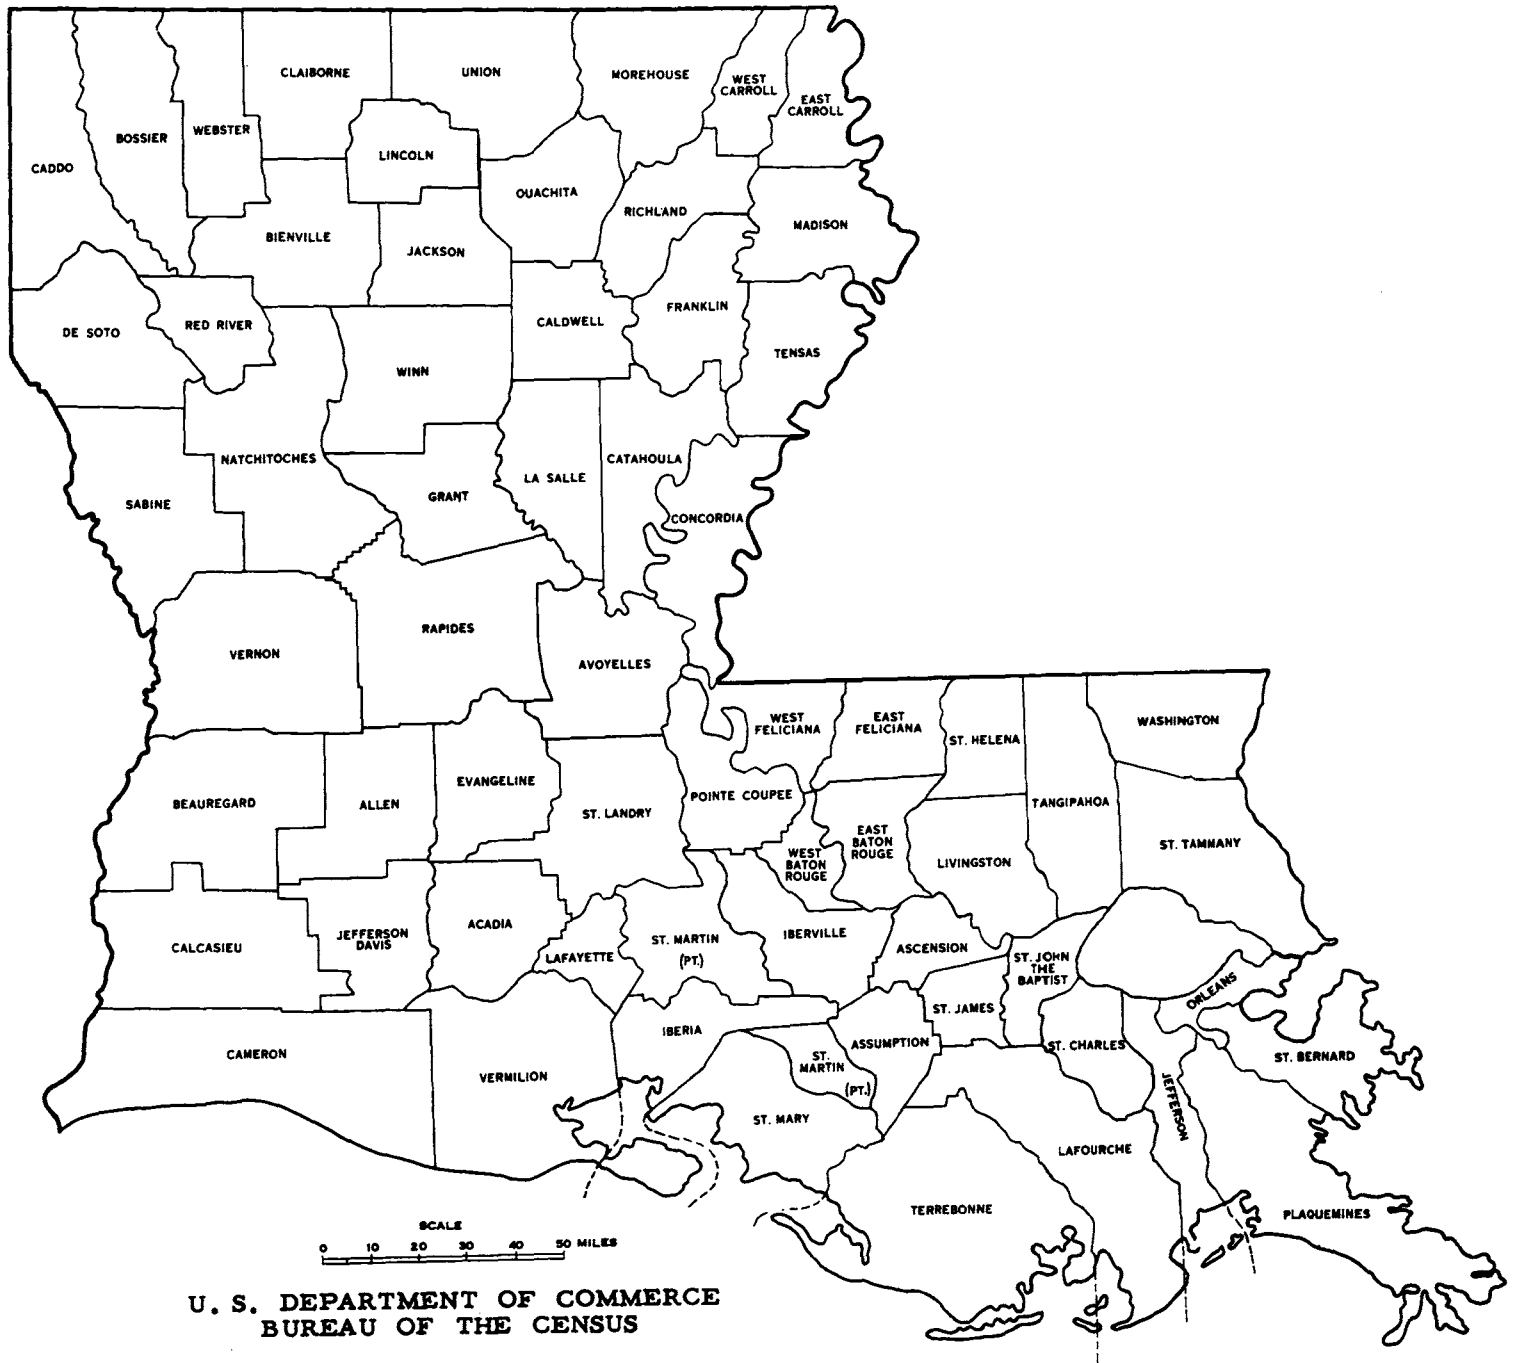 CLAIBORNE
UNION
MOREHOUSE
WEST
CARROLL
EAST
CARROLL
CADDO
BOSSIER
WEBSTER
LINCOLN
OUACHITA
RICHLAND
MADISON
BIENVILLE
JACKSON
DE SOTO
RED RIVER
CALDWELL
FRANKLIN
TENSAS
WINN
NATCHITOCHES
SABINE
GRANT
LA SALLE
CATAHOULA
CONCORDIA
VERNON
RAPIDES
AVOYELLES
WEST
FELICIANA
EAST
FELICIANA
ST. HELENA
WASHINGTON
BEAUREGARD
ALLEN
EVANGELINE
ST. LANDRY
POINTE COUPEE
TANGIPAHOA
WEST
BATON
ROUGE
EAST
BATON
ROUGE
LIVINGSTON
ST. TAMMANY
CALCASIEU
JEFFERSON
DAVIS
ACADIA
LAFAYETTE
ST. MARTIN
(PT.)
IBERVILLE
ASCENSION
ST. JOHN
THE
BAPTIST
ORLEANS
CAMERON
VERMILION
IBERIA
ST.
MARTIN
(PT.)
ASSUMPTION
ST. JAMES
ST. CHARLES
JEFFERSON
ST. BERNARD
ST. MARY
LAFOURCHE
TERREBONNE
PLAQUEMINES
SCALE
0 10 20 30 40 50 MILES
U. S. DEPARTMENT OF COMMERCE
BUREAU OF THE CENSUS